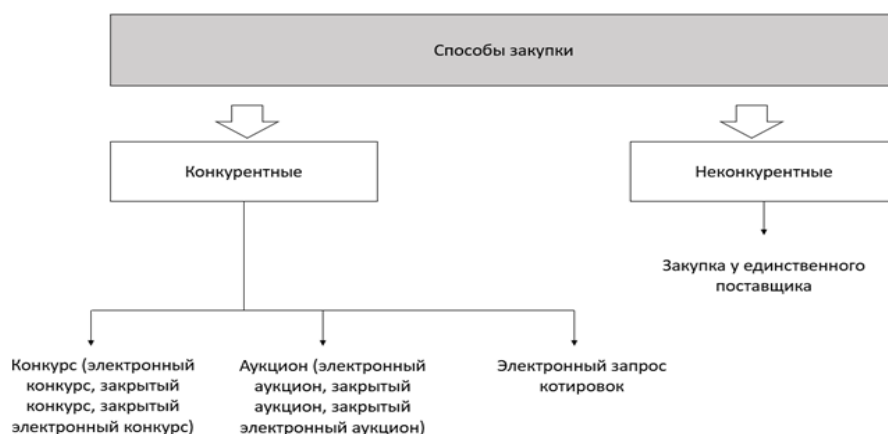 Способы закупки
Конкурентные
Неконкурентные
Закупка у единственного
поставщика
Конкурс (электронный
конкурс, закрытый
конкурс, закрытый
электронный конкурс)
Аукцион (электронный
аукцион, закрытый
аукцион, закрытый
электронный аукцион)
Электронный запрос
котировок